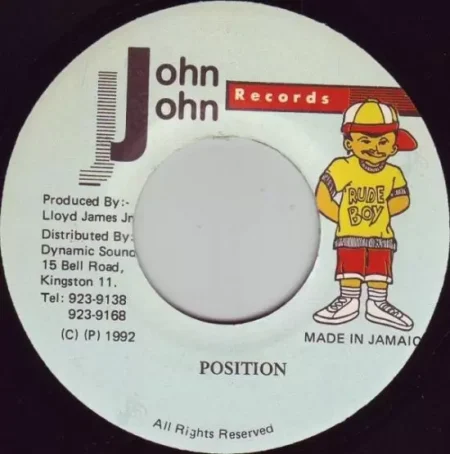 John
John
Records
RUDE
BOY
Produced By:-
Lloyd James Jn
Distributed By:
Dynamic Sound
15 Bell Road,
Kingston 11.
Tel: 923-9138
923-9168
(C) (P) 1992
MADE IN JAMAIC
POSITION
All Rights Reserved